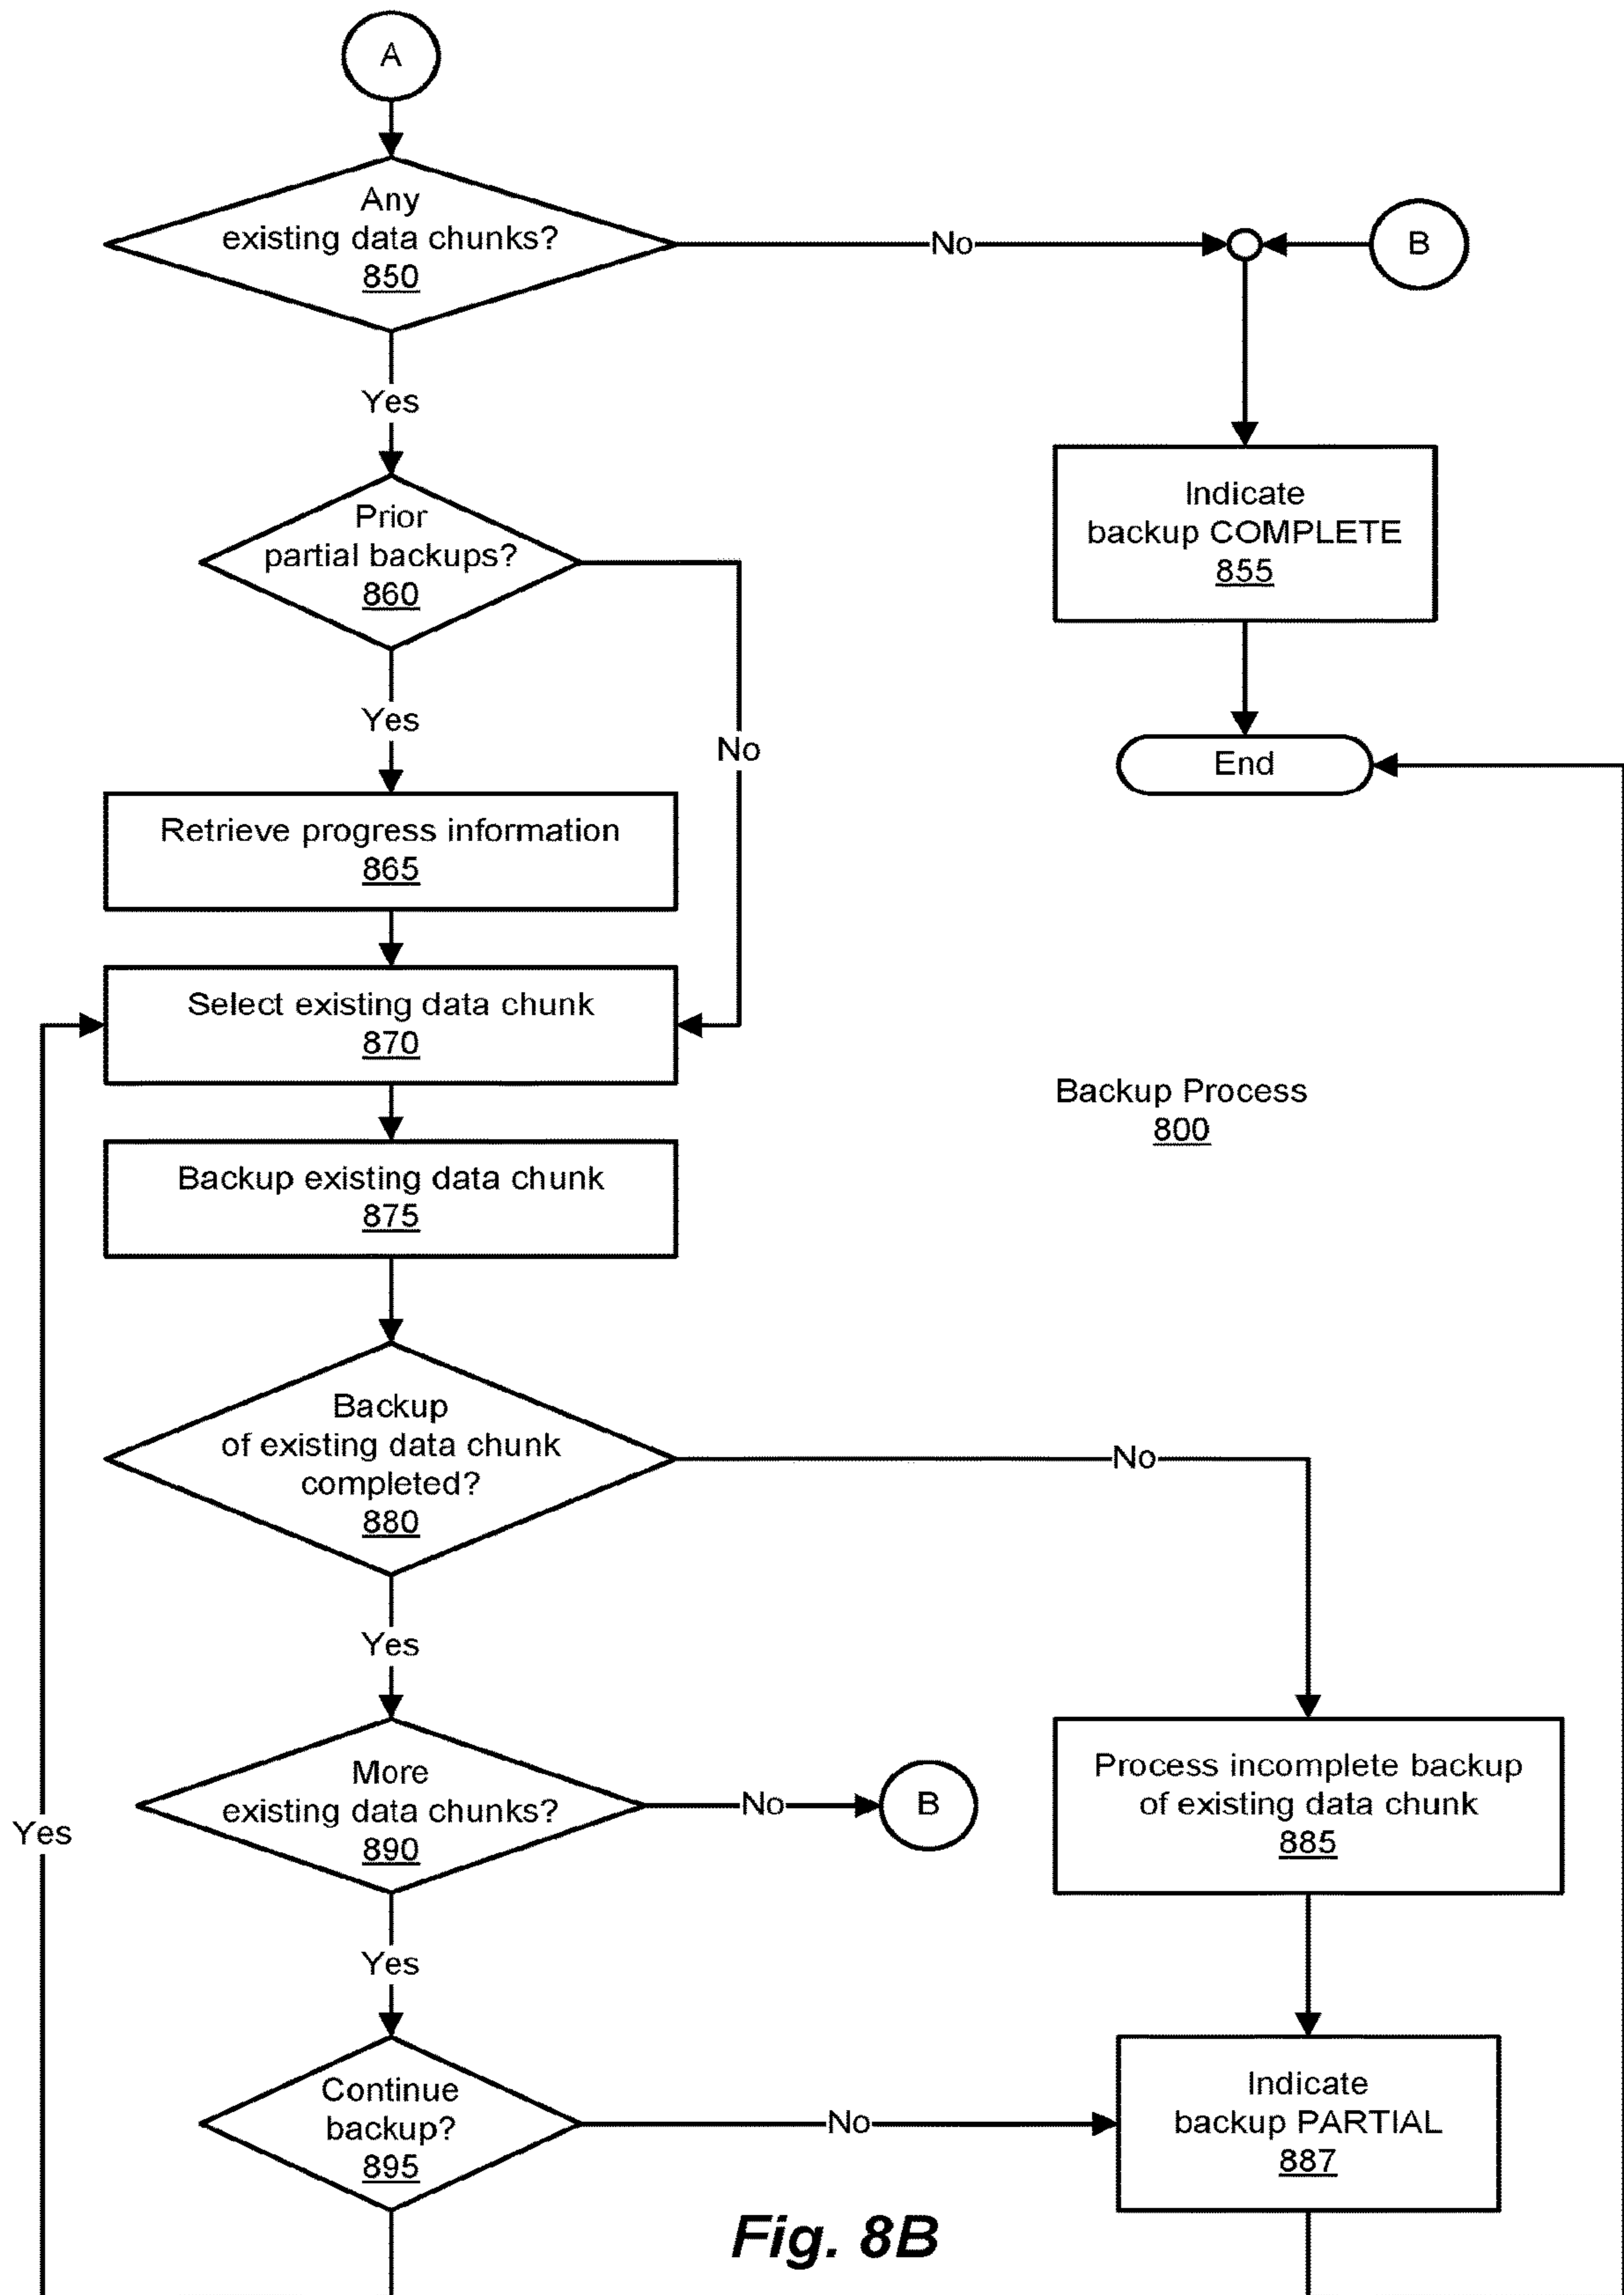 A
Any
existing data chunks?
850
No
B
Yes
Prior
partial backups?
860
Indicate
backup COMPLETE
855
Yes
No
End
Retrieve progress information
865
Select existing data chunk
870
Backup Process
800
Backup existing data chunk
875
Backup
of existing data chunk
completed?
880
No
Yes
More
existing data chunks?
890
No
B
Process incomplete backup
of existing data chunk
885
Yes
Yes
Continue
backup?
895
No
Indicate
backup PARTIAL
887
Fig. 8B